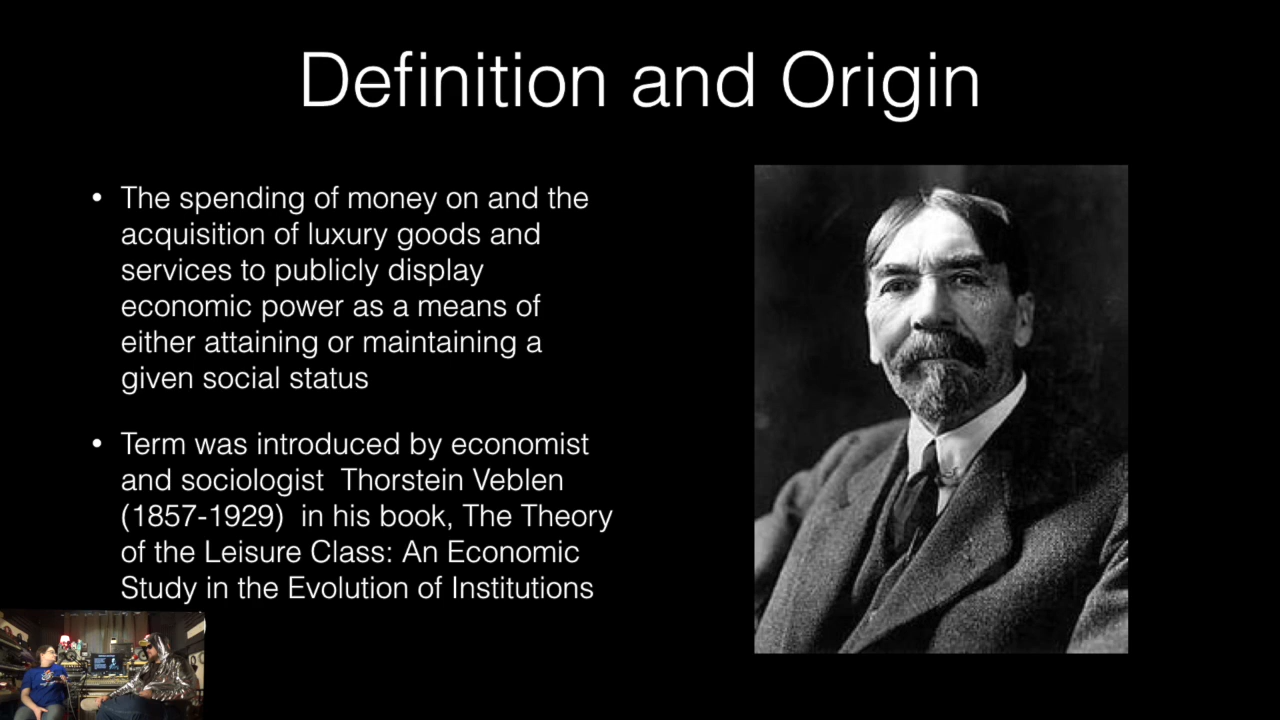 Definition and Origin
• The spending of money on and the
acquisition of luxury goods and
services to publicly display
economic power as a means of
either attaining or maintaining a
given social status
• Term was introduced by economist
and sociologist  Thorstein Veblen
(1857-1929)  in his book, The Theory
of the Leisure Class: An Economic
Study in the Evolution of Institutions